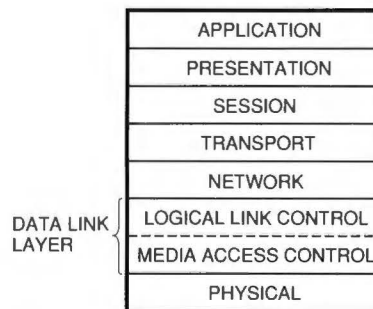 APPLICATION
PRESENTATION
SESSION
TRANSPORT
NETWORK
DATA LINK
LAYER
LOGICAL LINK CONTROL
MEDIA ACCESS CONTROL
PHYSICAL